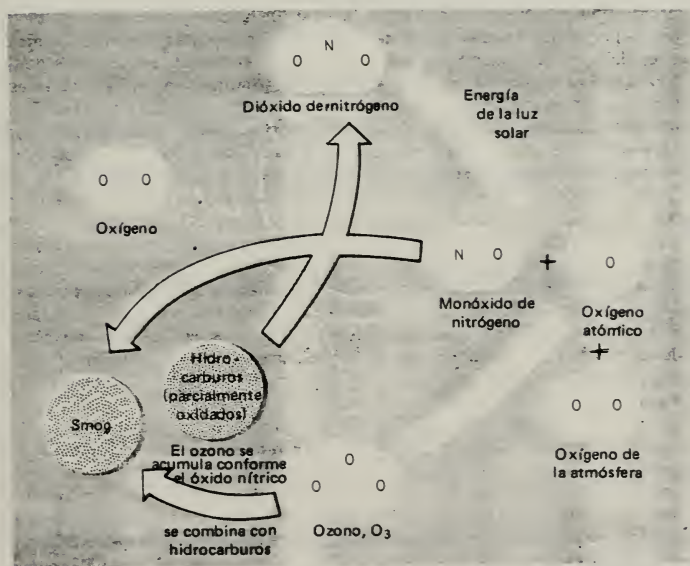 N
O O
Dióxido de nitrógeno
Energía
de la luz
solar
O O
Oxígeno
N O
+
O
Monóxido de
nitrógeno
Oxígeno
atómico
+
O O
Oxígeno de
la atmósfera
Hidro-
carburos
(parcialmente
oxidados)
Smog
El ozono se
acumula conforme
el óxido nítrico
se combina con
hidrocarburos
O
O O
Ozono, O₃